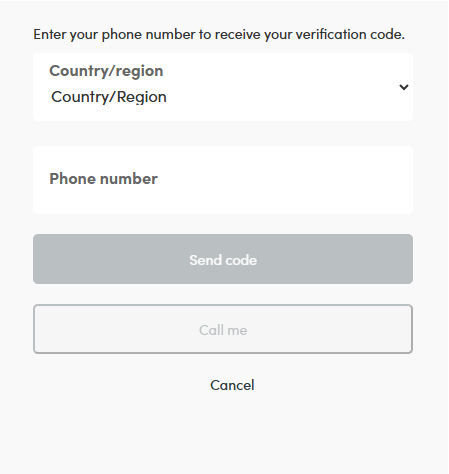 Enter your phone number to receive your verification code.
Country/region
Country/Region
Phone number
Send code
Call me
Cancel